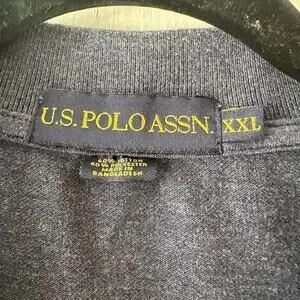 U.S. POLO ASSN. XXL
60% COTTON
40% POLYESTER
MADE IN
BANGLADESH